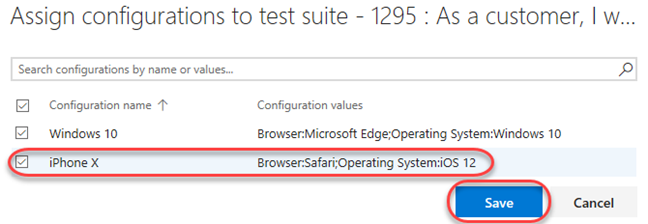 Assign configurations to test suite - 1295 : As a customer, I w...
Search configurations by name or values...
Configuration name ↑ Configuration values
Windows 10 Browser:Microsoft Edge;Operating System:Windows 10
iPhone X Browser:Safari;Operating System:iOS 12
Save Cancel